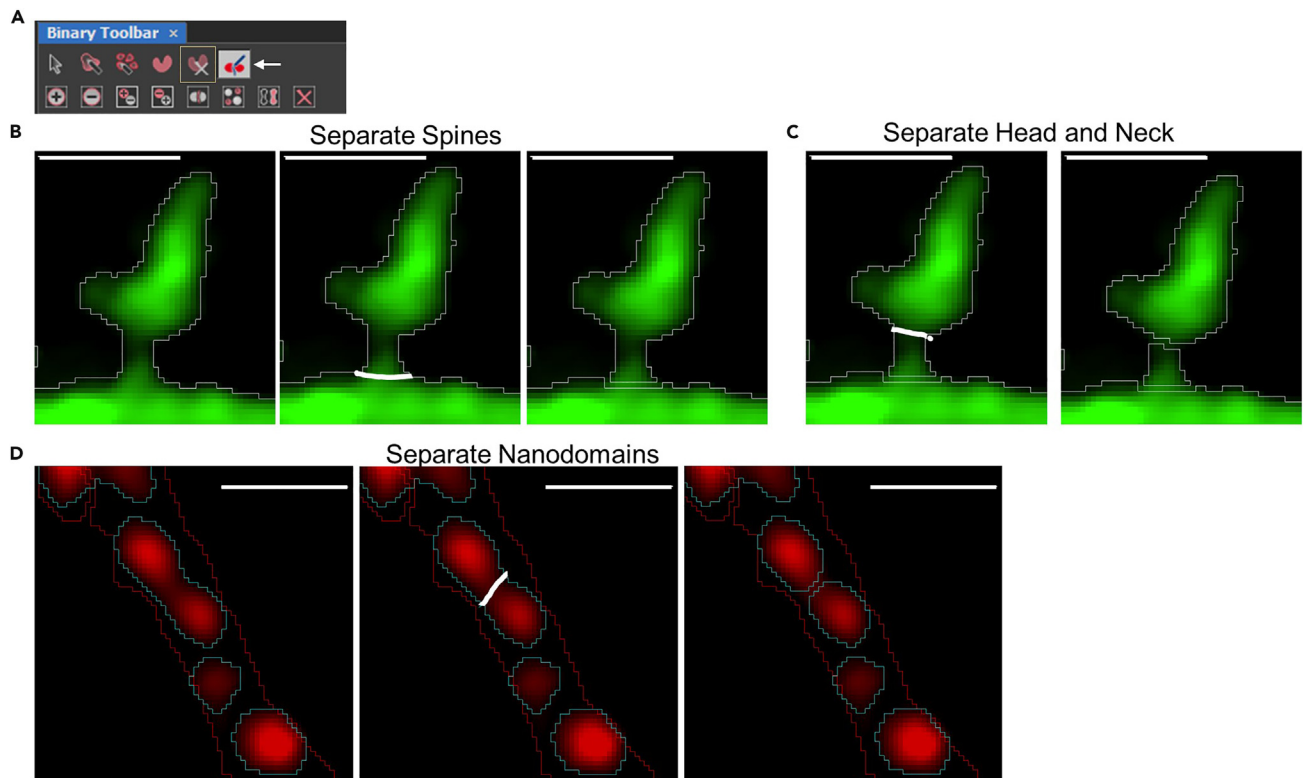 A
Binary Toolbar ×
B
Separate Spines
C
Separate Head and Neck
D
Separate Nanodomains